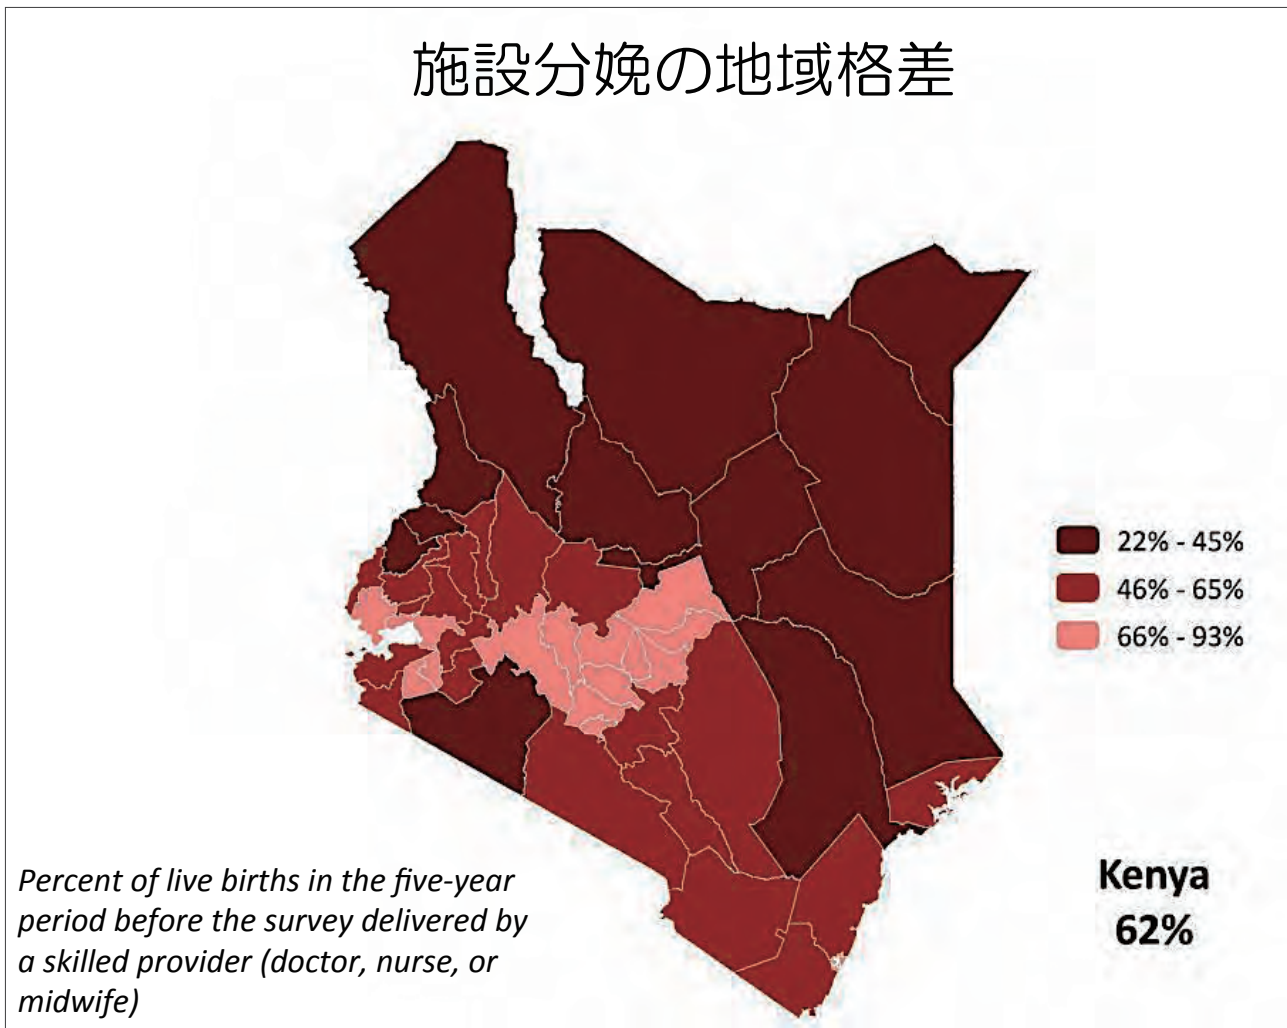 施設分娩の地域格差
22% - 45%
46% - 65%
66% - 93%
Kenya
62%
Percent of live births in the five-year
period before the survey delivered by
a skilled provider (doctor, nurse, or
midwife)